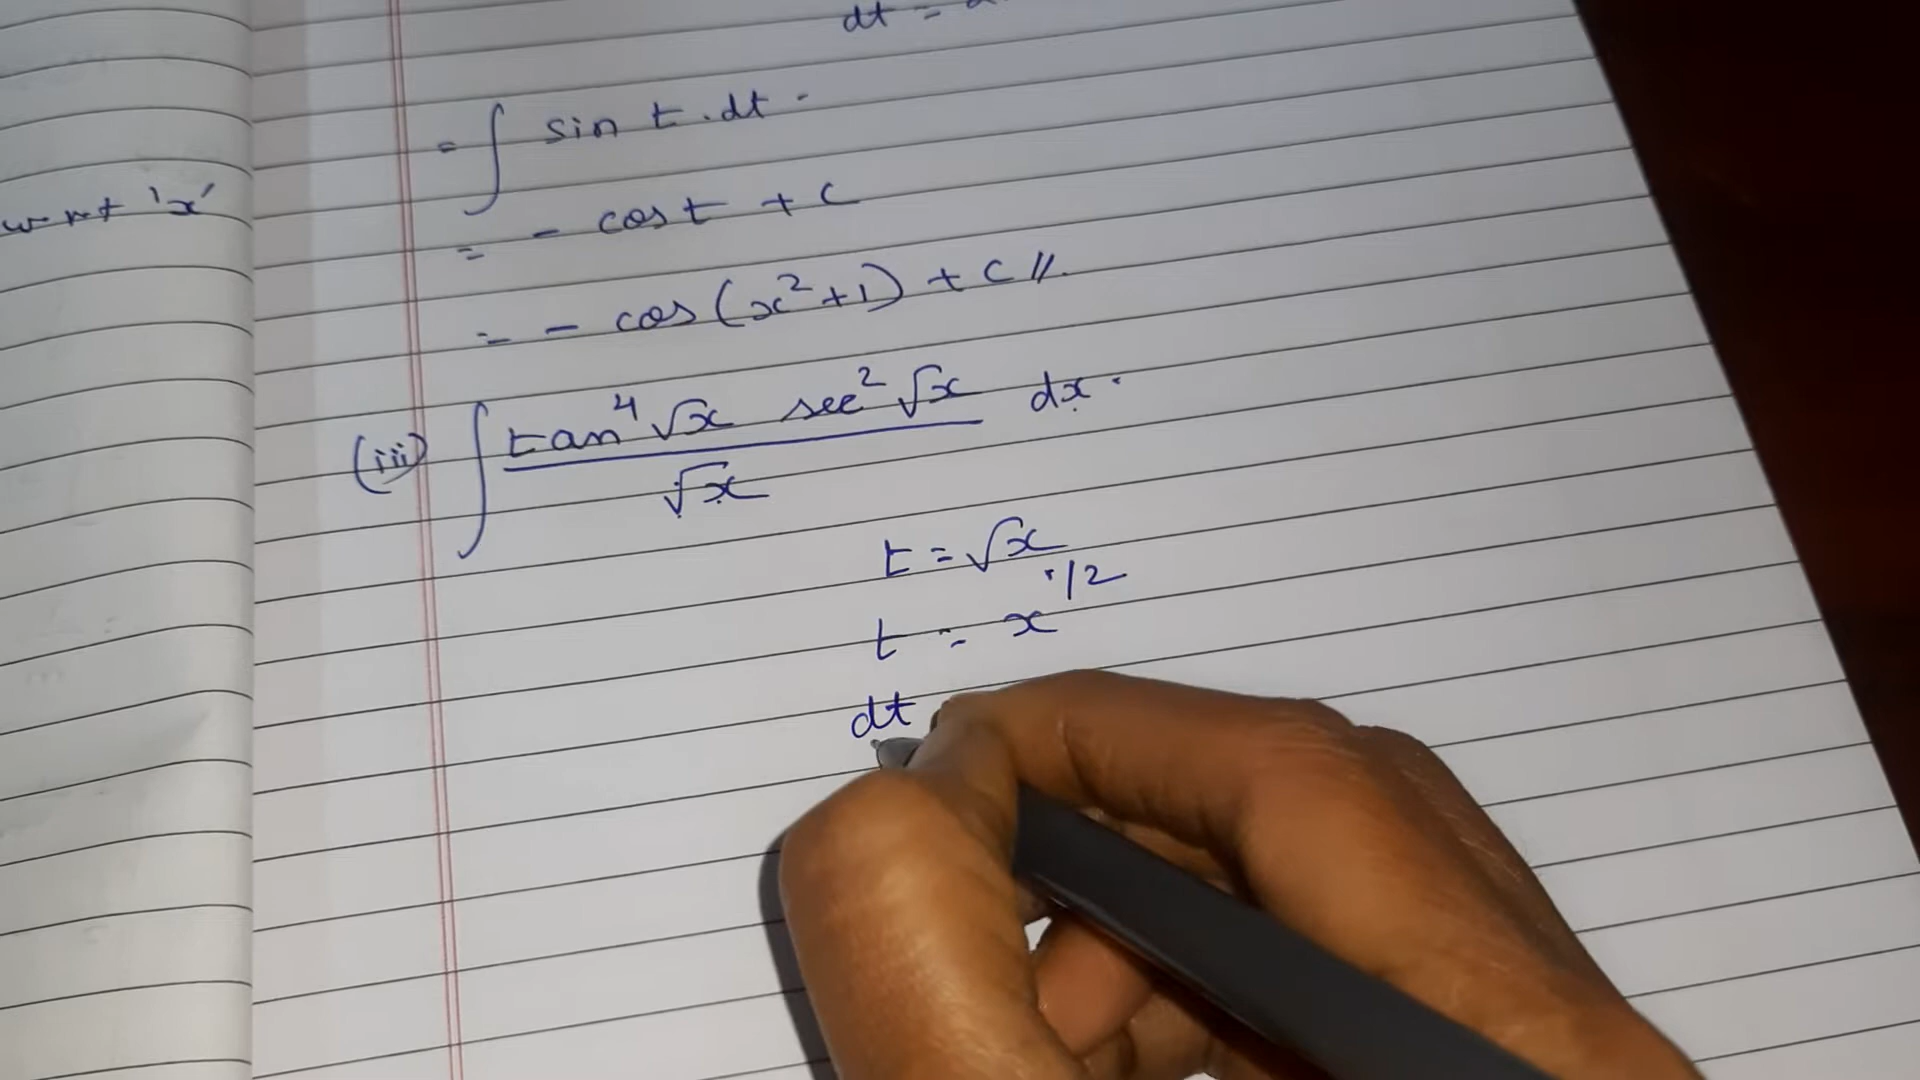 dt =
w.r.t 'x'
= ∫ sin t . dt .
= - cos t + c
= - cos (x² + 1) + c //.
(iii) ∫ tan⁴ √x sec² √x / √x dx .
t = √x
t = x^1/2
dt